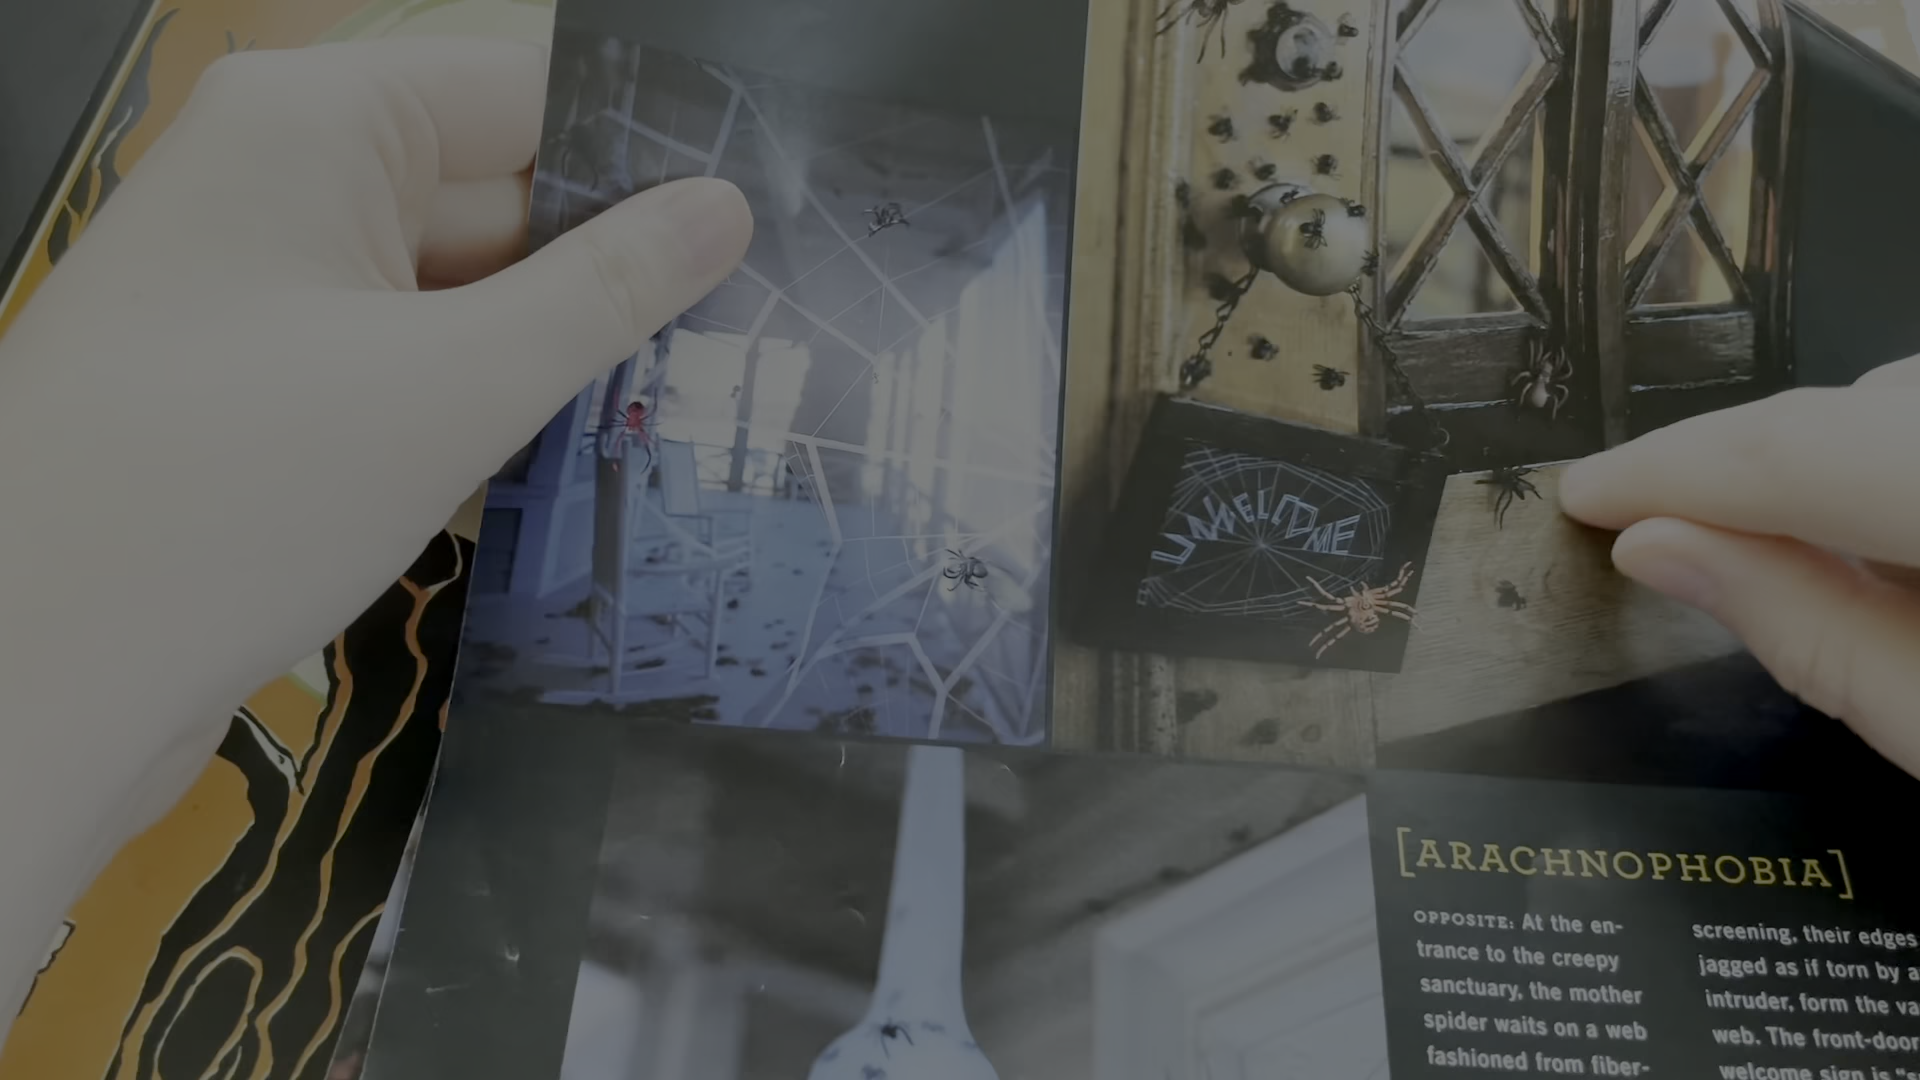 UNWELCOME
[ARACHNOPHOBIA]
OPPOSITE: At the en-
trance to the creepy
sanctuary, the mother
spider waits on a web
fashioned from fiber-
screening, their edges
jagged as if torn by
intruder, form the
web. The front-door
welcome sign is